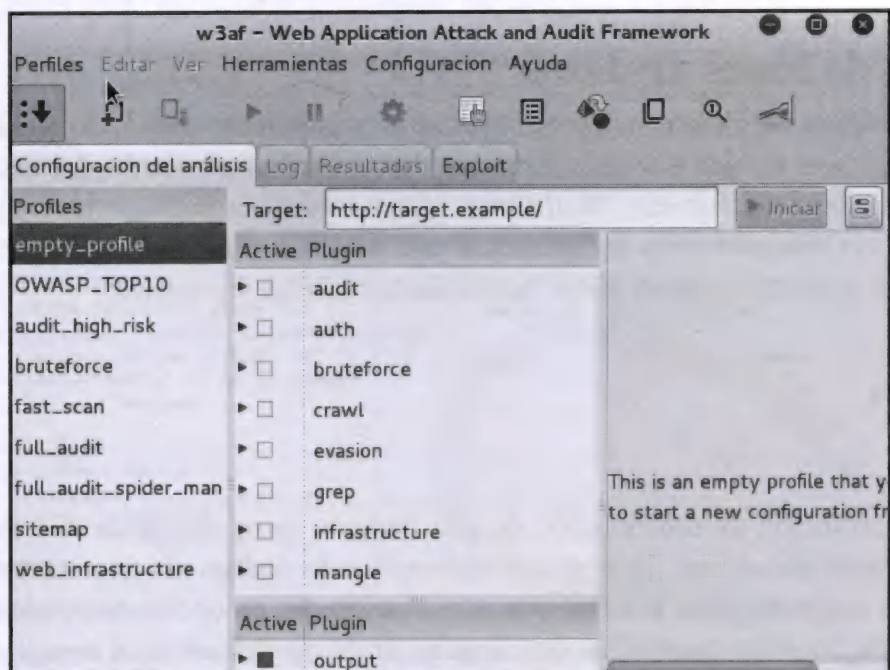 w3af - Web Application Attack and Audit Framework
Perfiles Editar Ver Herramientas Configuracion Ayuda
Configuracion del análisis Log Resultados Exploit
Profiles
empty_profile
OWASP_TOP10
audit_high_risk
bruteforce
fast_scan
full_audit
full_audit_spider_man
sitemap
web_infrastructure
Target: http://target.example/ Iniciar
Active Plugin
audit
auth
bruteforce
crawl
evasion
grep
infrastructure
mangle
Active Plugin
output
This is an empty profile that y
to start a new configuration fr